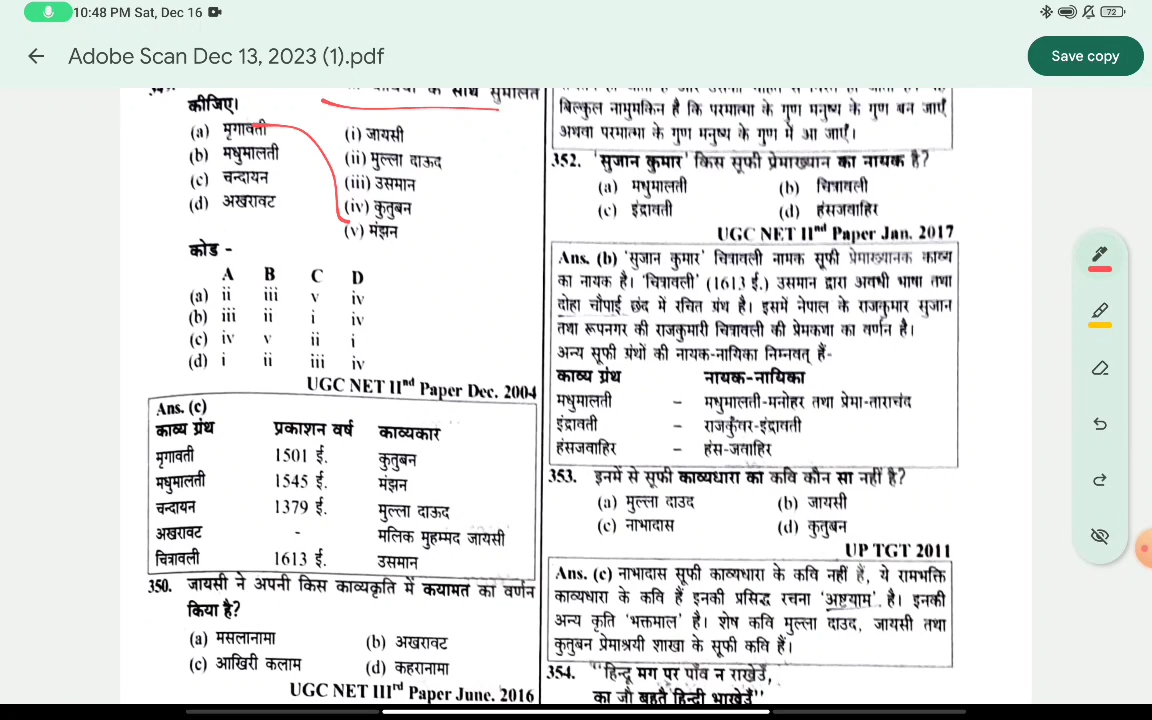 10:48 PM Sat, Dec 16
72
Adobe Scan Dec 13, 2023 (1).pdf
Save copy
के साथ सुमेलित
कीजिए।
(a) मृगावती
(i) जायसी
(b) मधुमालती
(ii) मुल्ला दाऊद
(c) चन्दायन
(iii) उसमान
(d) अखरावट
(iv) कुतुबन
(v) मंझन
कोड -
A B C D
(a) ii iii v iv
(b) iii ii i iv
(c) iv v ii i
(d) i ii iii iv
UGC NET IInd Paper Dec. 2004
Ans. (c)
काव्य ग्रंथ प्रकाशन वर्ष काव्यकार
मृगावती 1501 ई. कुतुबन
मधुमालती 1545 ई. मंझन
चन्दायन 1379 ई. मुल्ला दाऊद
अखरावट - मलिक मुहम्मद जायसी
चित्रावली 1613 ई. उसमान
350. जायसी ने अपनी किस काव्यकृति में कयामत का वर्णन
किया है?
(a) मसलानामा (b) अखरावट
(c) आखिरी कलाम (d) कहरानामा
UGC NET IIIrd Paper June. 2016
बिल्कुल नामुमकिन है कि परमात्मा के गुण मनुष्य के गुण बन जाएँ
अथवा परमात्मा के गुण मनुष्य के गुण में आ जाएँ।
352. 'सुजान कुमार' किस सूफी प्रेमाख्यान का नायक है?
(a) मधुमालती (b) चित्रावली
(c) इंद्रावती (d) हंसजवाहिर
UGC NET IInd Paper Jan. 2017
Ans. (b) 'सुजान कुमार' चित्रावली नामक सूफी प्रेमाख्यानक काव्य
का नायक है। 'चित्रावली' (1613 ई.) उसमान द्वारा अवधी भाषा तथा
दोहा चौपाई छंद में रचित ग्रंथ है। इसमें नेपाल के राजकुमार सुजान
तथा रूपनगर की राजकुमारी चित्रावली की प्रेमकथा का वर्णन है।
अन्य सूफी ग्रंथों की नायक-नायिका निम्नवत् हैं-
काव्य ग्रंथ नायक-नायिका
मधुमालती - मधुमालती-मनोहर तथा प्रेमा-ताराचंद
इंद्रावती - राजकुँवर-इंद्रावती
हंसजवाहिर - हंस-जवाहिर
353. इनमें से सूफी काव्यधारा का कवि कौन सा नहीं है?
(a) मुल्ला दाउद (b) जायसी
(c) नाभादास (d) कुतुबन
UP TGT 2011
Ans. (c) नाभादास सूफी काव्यधारा के कवि नहीं हैं, ये रामभक्ति
काव्यधारा के कवि हैं इनकी प्रसिद्ध रचना 'अष्टयाम' है। इनकी
अन्य कृति 'भक्तमाल' है। शेष कवि मुल्ला दाउद, जायसी तथा
कुतुबन प्रेमाश्रयी शाखा के सूफी कवि हैं।
354. "हिन्दू मग पर पाँव न राखेउँ,
का जौ बहुतै हिन्दी भाखेउँ"